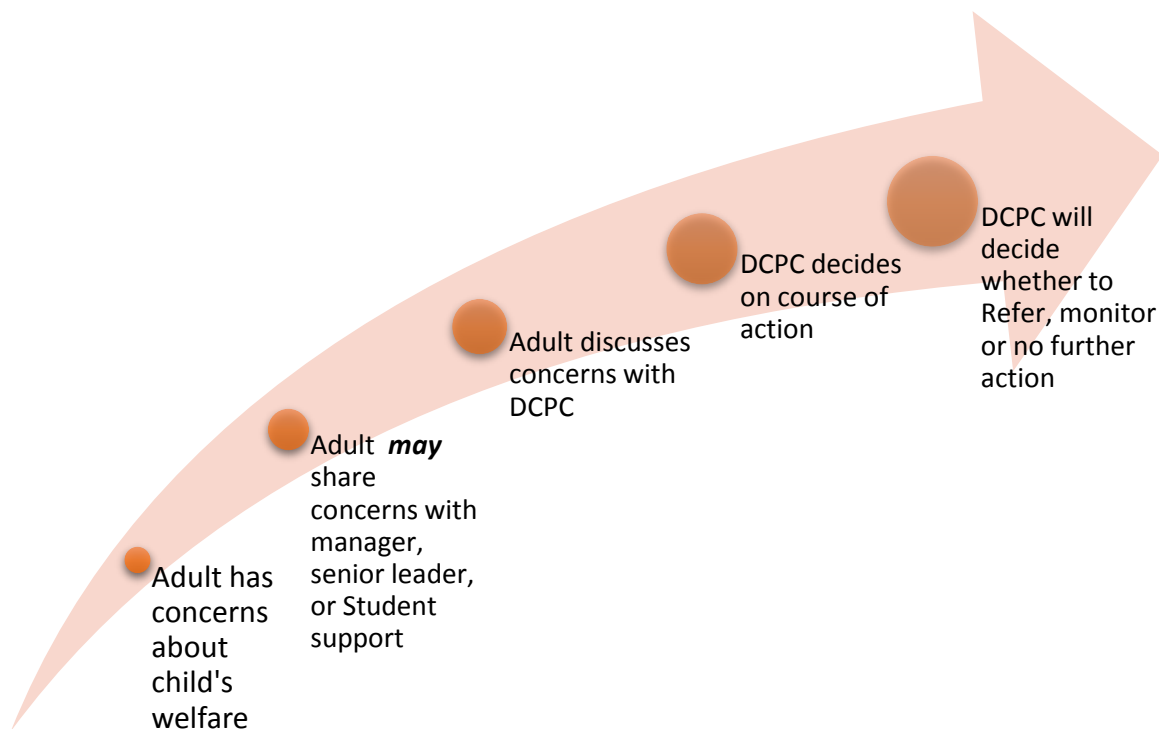 Adult has
concerns
about
child's
welfare
Adult may
share
concerns with
manager,
senior leader,
or Student
support
Adult discusses
concerns with
DCPC
DCPC decides
on course of
action
DCPC will
decide
whether to
Refer, monitor
or no further
action